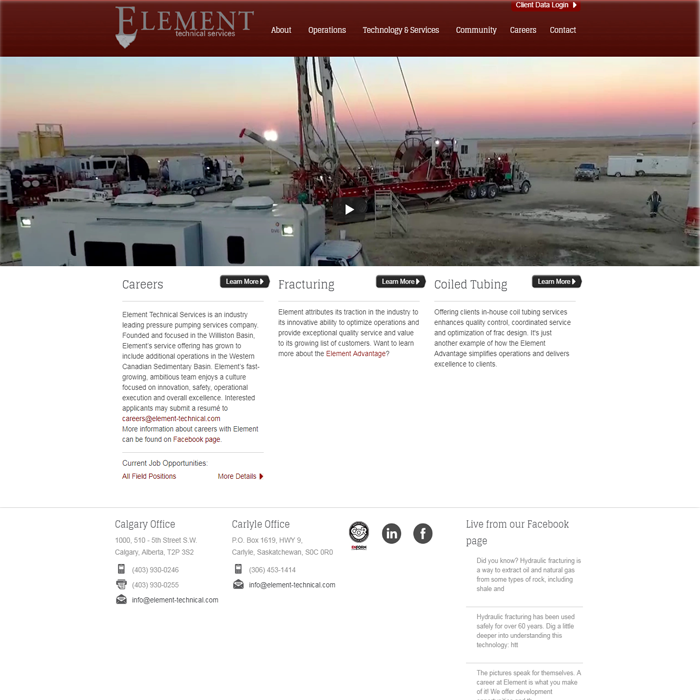 Client Data Login
ELEMENT
technical services
About Operations Technology & Services Community Careers Contact
Careers
Learn More
Element Technical Services is an industry
leading pressure pumping services company.
Founded and focused in the Williston Basin,
Element's service offering has grown to
include additional operations in the Western
Canadian Sedimentary Basin. Element's fast-
growing, ambitious team enjoys a culture
focused on innovation, safety, operational
execution and overall excellence. Interested
applicants may submit a resumé to
careers@element-technical.com
More information about careers with Element
can be found on Facebook page.
Current Job Opportunities:
All Field Positions More Details
Fracturing
Learn More
Element attributes its traction in the industry to
its innovative ability to optimize operations and
provide exceptional quality service and value
to its growing list of customers. Want to learn
more about the Element Advantage?
Coiled Tubing
Learn More
Offering clients in-house coil tubing services
enhances quality control, coordinated service
and optimization of frac design. It's just
another example of how the Element
Advantage simplifies operations and delivers
excellence to clients.
Calgary Office
1000, 510 - 5th Street S.W.
Calgary, Alberta, T2P 3S2
(403) 930-0246
(403) 930-0255
info@element-technical.com
Carlyle Office
P.O. Box 1619, HWY 9,
Carlyle, Saskatchewan, S0C 0R0
(306) 453-1414
info@element-technical.com
COR
in
f
Live from our Facebook
page
Did you know? Hydraulic fracturing is
a way to extract oil and natural gas
from some types of rock, including
shale and
Hydraulic fracturing has been used
safely for over 60 years. Dig a little
deeper into understanding this
technology: htt
The pictures speak for themselves. A
career at Element is what you make
of it! We offer development